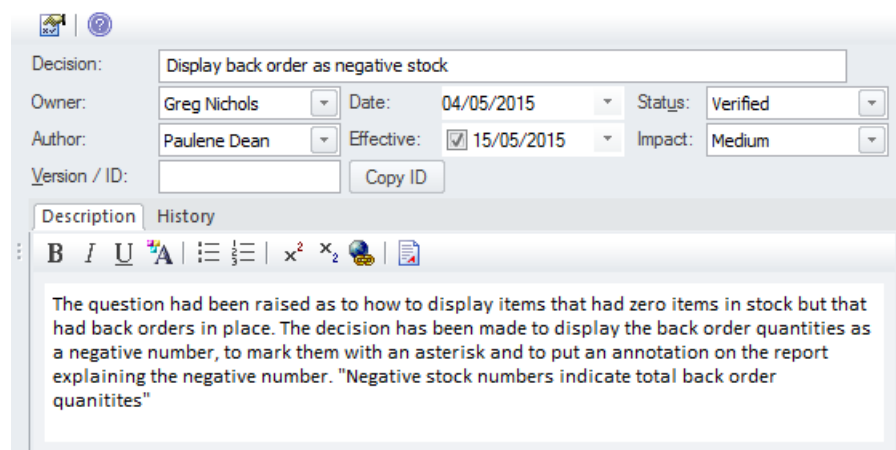 Decision: Display back order as negative stock
Owner: Greg Nichols Date: 04/05/2015 Status: Verified
Author: Paulene Dean Effective: 15/05/2015 Impact: Medium
Version / ID: Copy ID
Description History
B I U A x² x₂
The question had been raised as to how to display items that had zero items in stock but that
had back orders in place. The decision has been made to display the back order quantities as
a negative number, to mark them with an asterisk and to put an annotation on the report
explaining the negative number. "Negative stock numbers indicate total back order
quanitites"